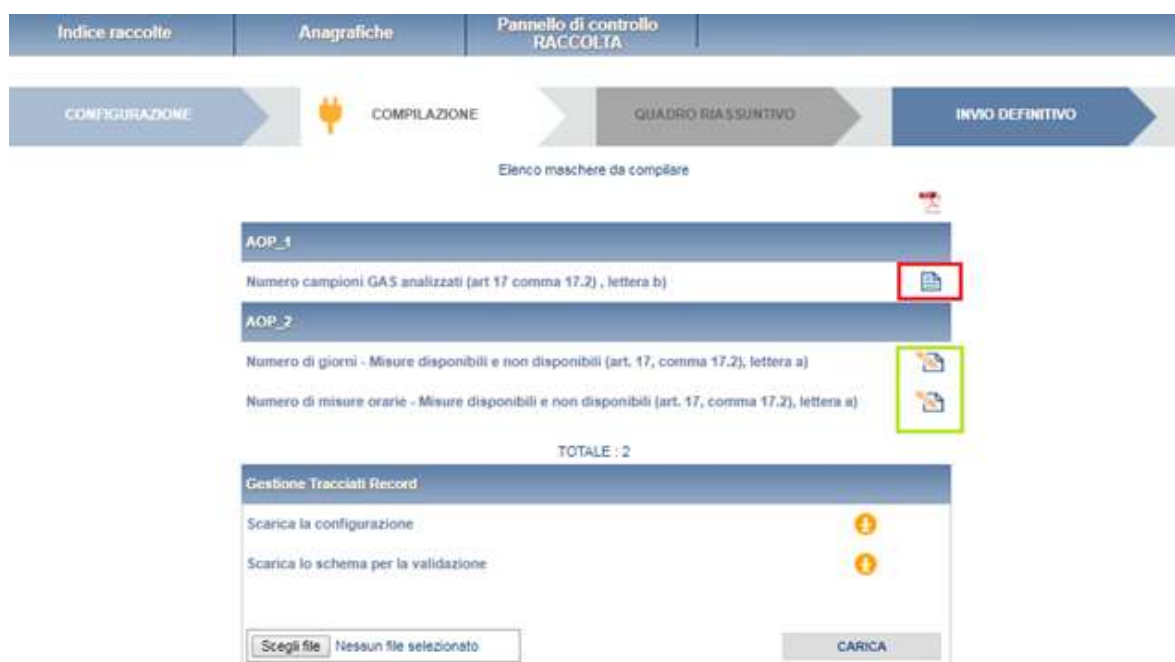 Indice raccolte
Anagrafiche
Pannello di controllo
RACCOLTA
CONFIGURAZIONE
COMPILAZIONE
QUADRO RIASSUNTIVO
INVIO DEFINITIVO
Elenco maschere da compilare
AOP_1
Numero campioni GAS analizzati (art 17 comma 17.2) , lettera b)
AOP_2
Numero di giorni - Misure disponibili e non disponibili (art. 17, comma 17.2), lettera a)
Numero di misure orarie - Misure disponibili e non disponibili (art. 17, comma 17.2), lettera a)
TOTALE : 2
Gestione Tracciati Record
Scarica la configurazione
Scarica lo schema per la validazione
Scegli file Nessun file selezionato
CARICA